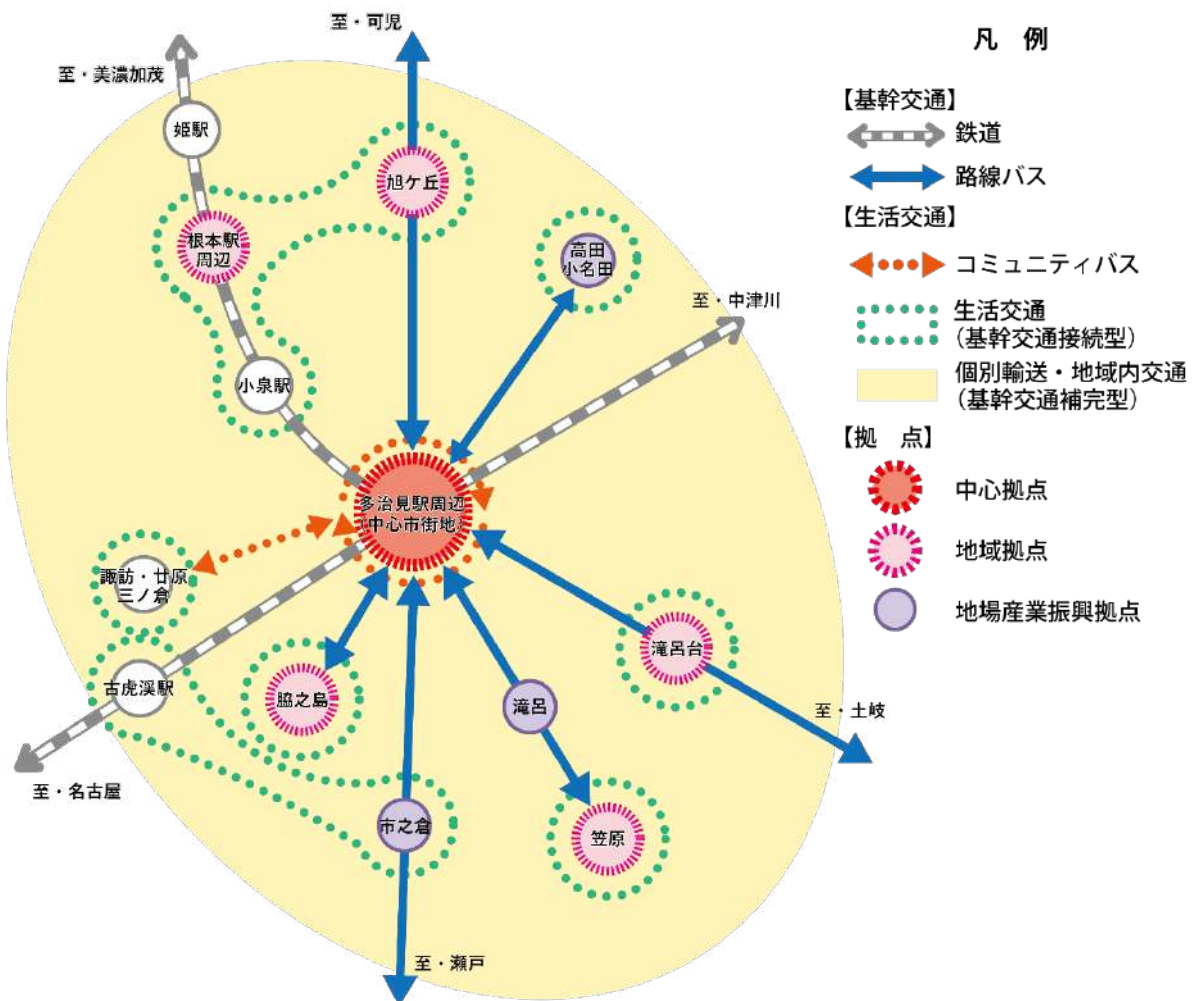 至・可児
至・美濃加茂
姫駅
旭ケ丘
根本駅
周辺
高田
小名田
至・中津川
小泉駅
多治見駅周辺
(中心市街地)
諏訪・廿原
三ノ倉
古虎渓駅
脇之島
滝呂台
滝呂
至・土岐
至・名古屋
市之倉
笠原
至・瀬戸
凡 例
【基幹交通】
鉄道
路線バス
【生活交通】
コミュニティバス
生活交通
(基幹交通接続型)
個別輸送・地域内交通
(基幹交通補完型)
【拠 点】
中心拠点
地域拠点
地場産業振興拠点